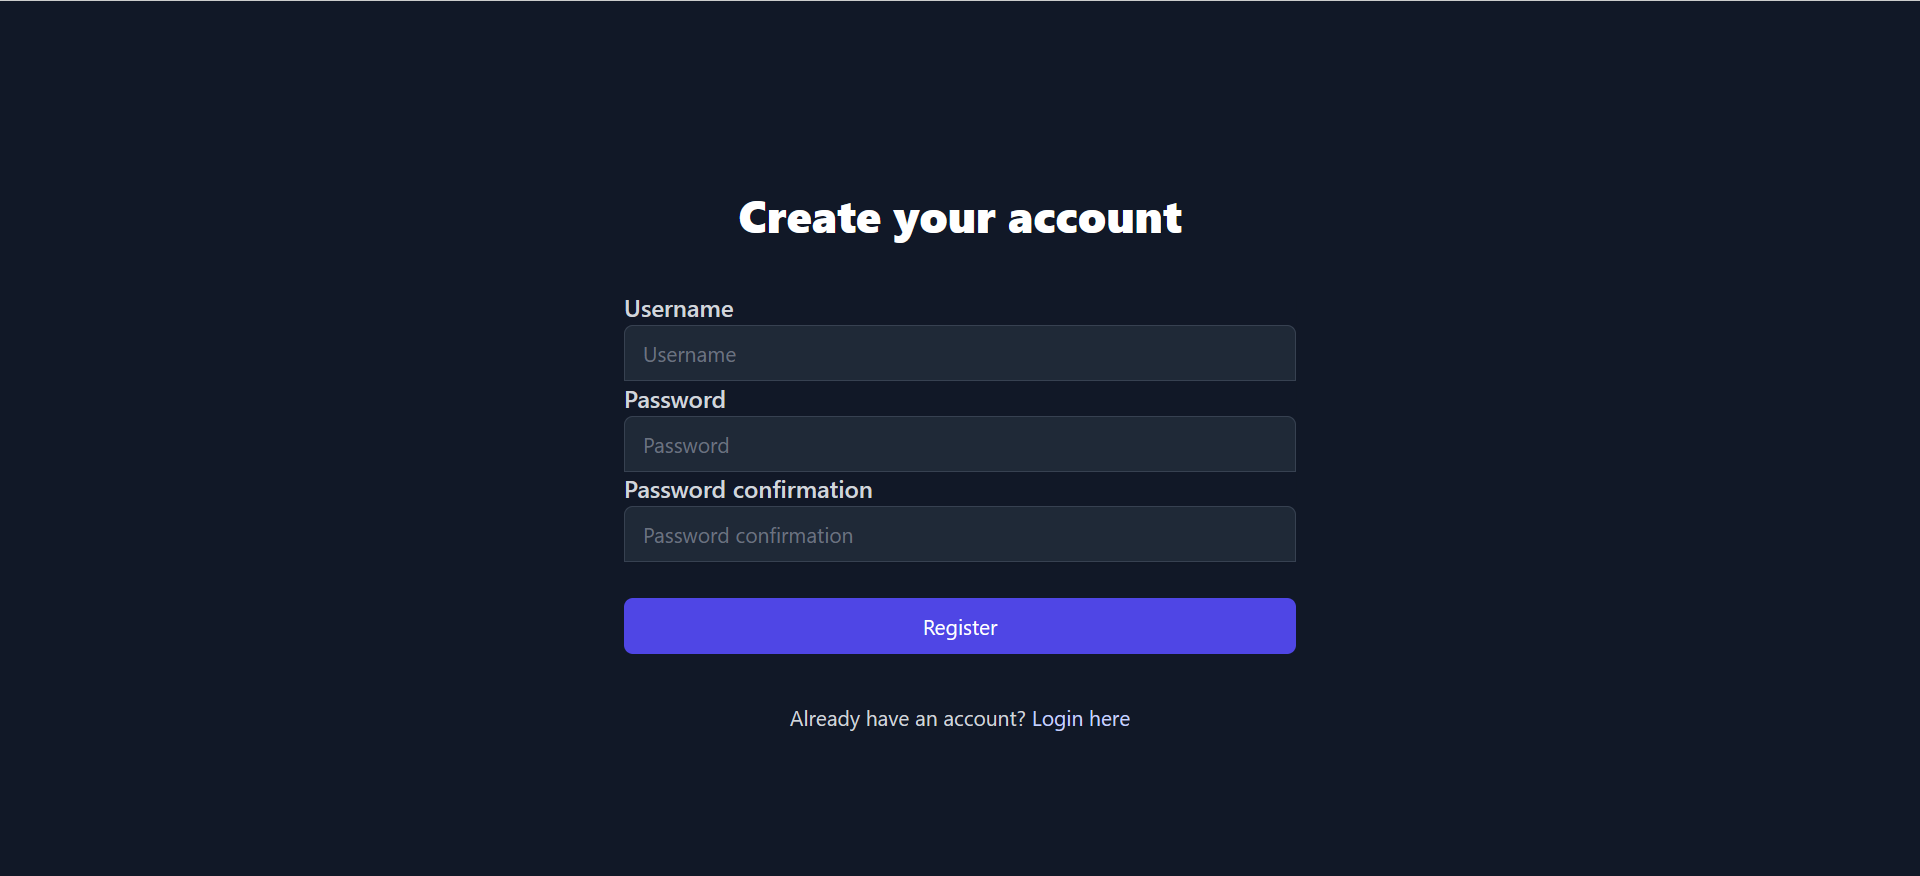 Create your account
Username
Username
Password
Password
Password confirmation
Password confirmation
Register
Already have an account? Login here